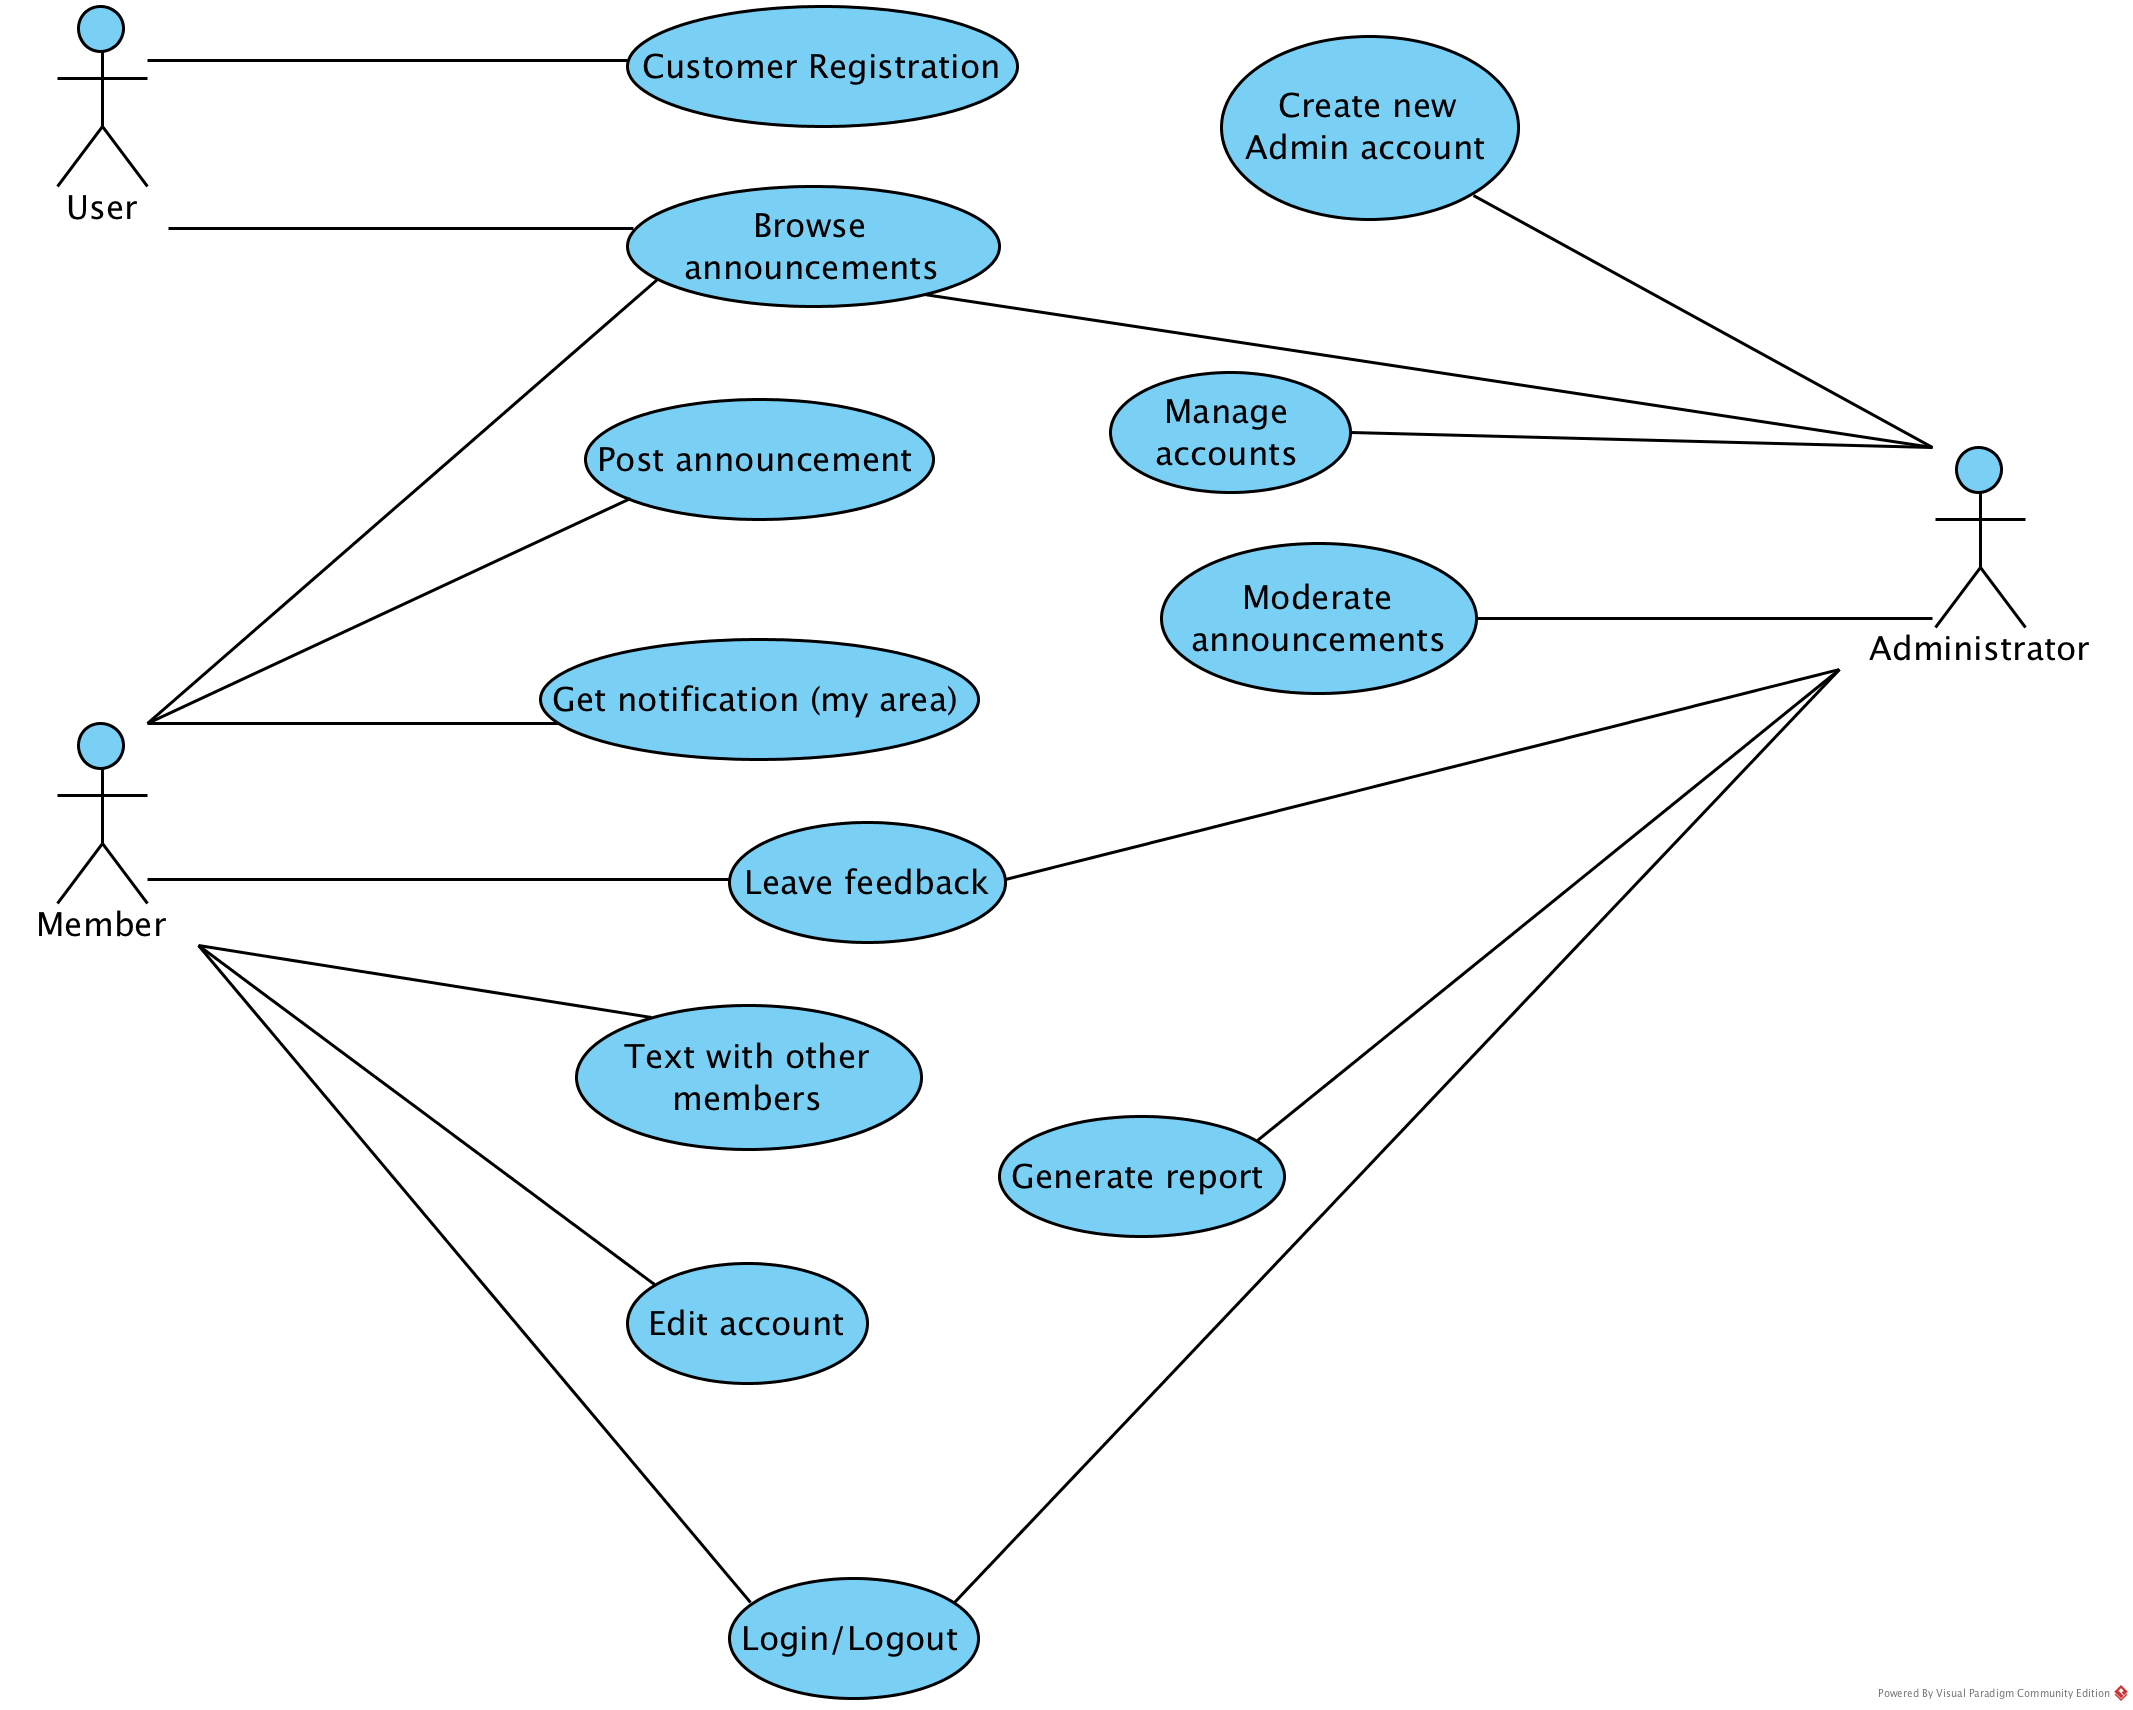 Customer Registration
Create new
Admin account
User
Browse
announcements
Manage
accounts
Post announcement
Moderate
announcements
Administrator
Get notification (my area)
Leave feedback
Member
Text with other
members
Generate report
Edit account
Login/Logout
Powered By Visual Paradigm Community Edition